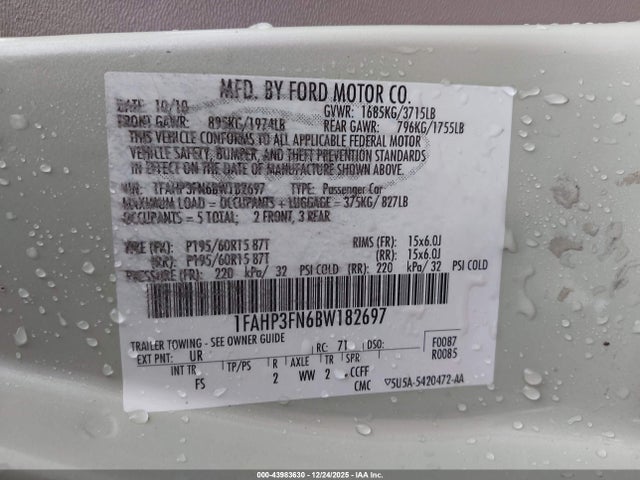 MFD. BY FORD MOTOR CO.
DATE 10/10 GVWR: 1685KG/3715LB
FRONT GAWR: 895KG/1974LB REAR GAWR: 796KG/1755LB
THIS VEHICLE CONFORMS TO ALL APPLICABLE FEDERAL MOTOR
VEHICLE SAFETY, BUMPER, AND THEFT PREVENTION STANDARDS
IN EFFECT ON THE DATE OF MANUFACTURE SHOWN ABOVE.
VIN: 1FAHP3FN6BW182697 TYPE: Passenger Car
MAXIMUM LOAD = OCCUPANTS + LUGGAGE = 375KG/827LB
OCCUPANTS = 5 TOTAL, 2 FRONT, 3 REAR
TIRE (FR) P195/60R15 87T RIMS (FR): 15x6.0J
(RR) P195/60R15 87T (RR): 15x6.0J
PRESSURE (FR) 220 kPa/32 PSI COLD (RR) 220 kPa/32 PSI COLD
1FAHP3FN6BW182697
TRAILER TOWING - SEE OWNER GUIDE
EXT PNT: UR RC: 71 DSO: F0087
R0085
INT TR TP/PS R AXLE TR SPR
FS 2 WW 2 CCFF
CMC 5U5A-5420472-AA
000-43983630 - 12/24/2025 - IAA Inc.